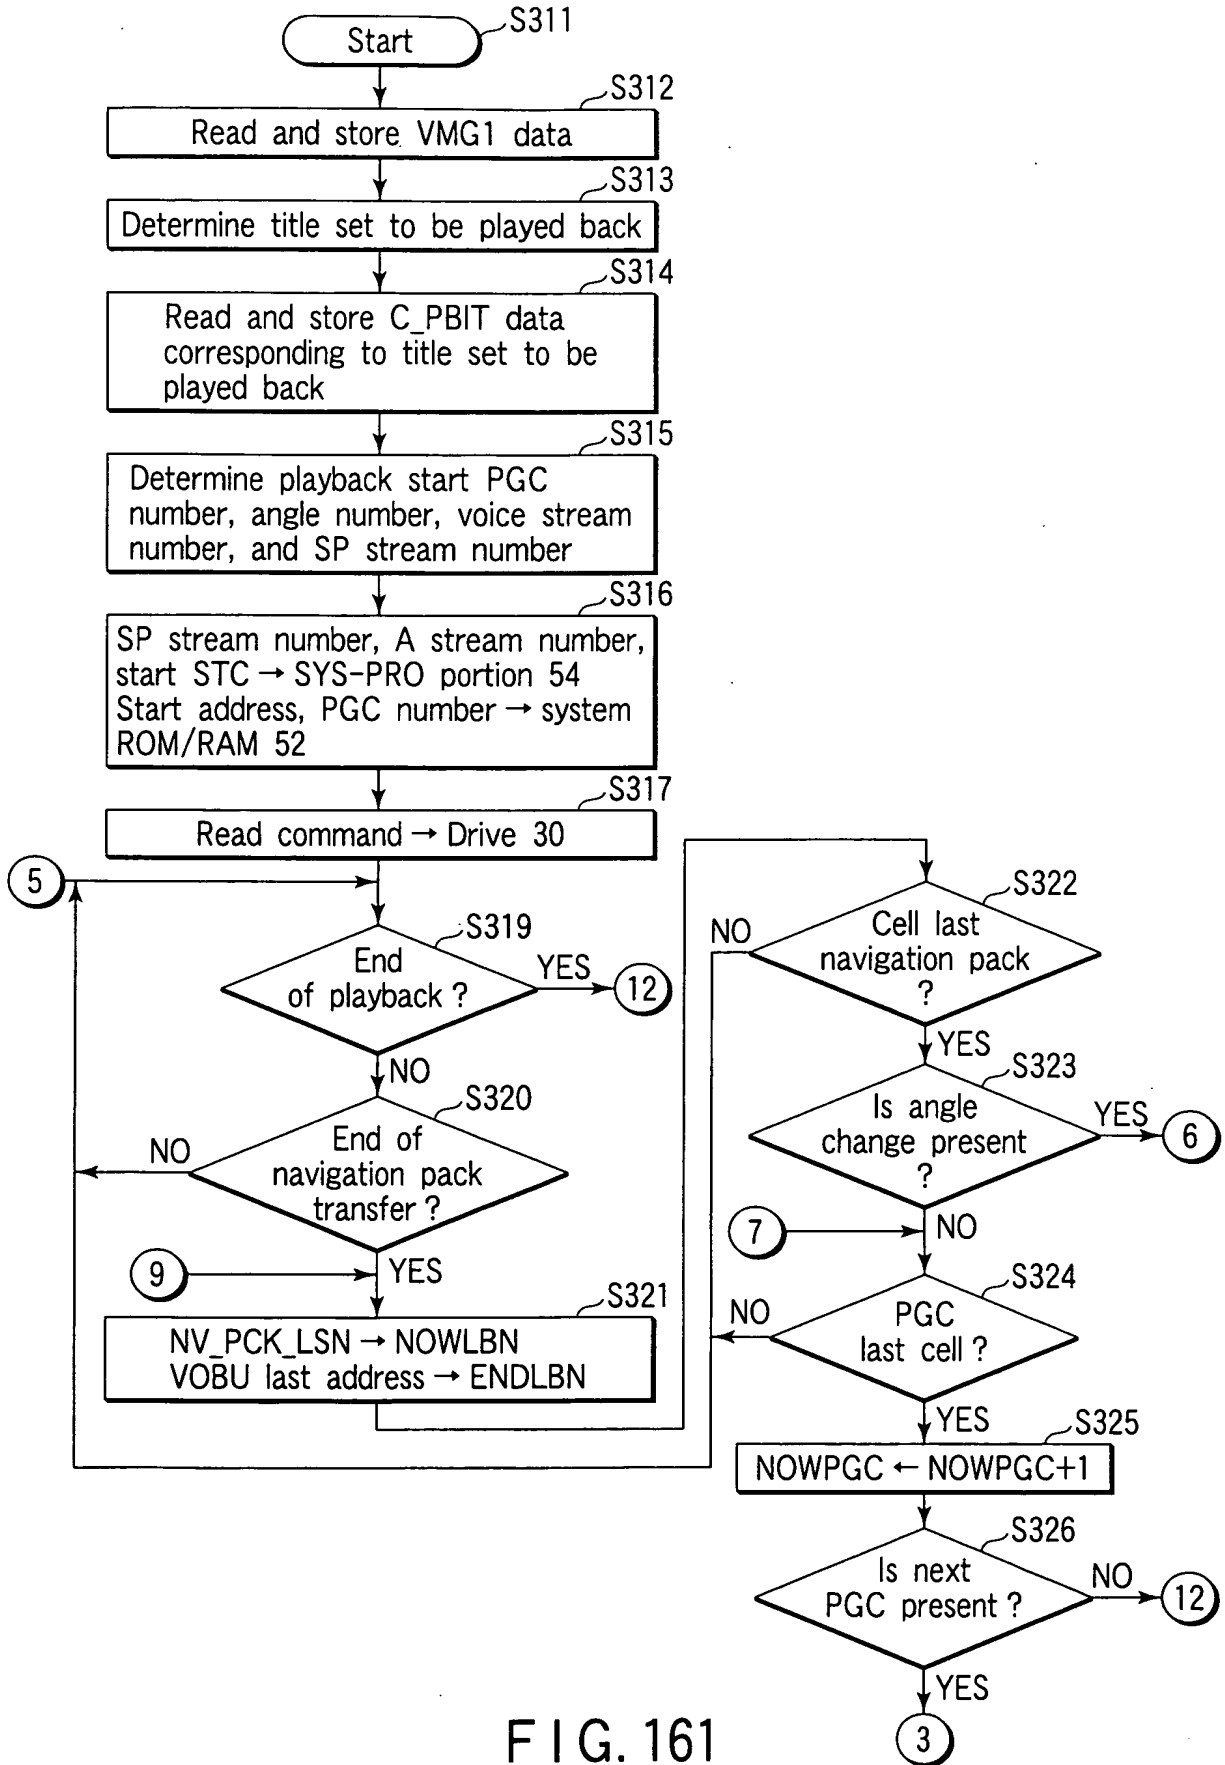 Start
S311
S312
Read and store VMG1 data
S313
Determine title set to be played back
S314
Read and store C_PBIT data
corresponding to title set to be
played back
S315
Determine playback start PGC
number, angle number, voice stream
number, and SP stream number
S316
SP stream number, A stream number,
start STC → SYS-PRO portion 54
Start address, PGC number → system
ROM/RAM 52
S317
Read command → Drive 30
5
S319
End
of playback ?
YES
12
NO
S320
End of
navigation pack
transfer ?
NO
YES
9
S321
NV_PCK_LSN → NOWLBN
VOBU last address → ENDLBN
S322
Cell last
navigation pack
?
NO
YES
S323
Is angle
change present
?
YES
6
NO
7
S324
PGC
last cell ?
NO
YES
S325
NOWPGC ← NOWPGC+1
S326
Is next
PGC present ?
NO
12
YES
3
FIG. 161